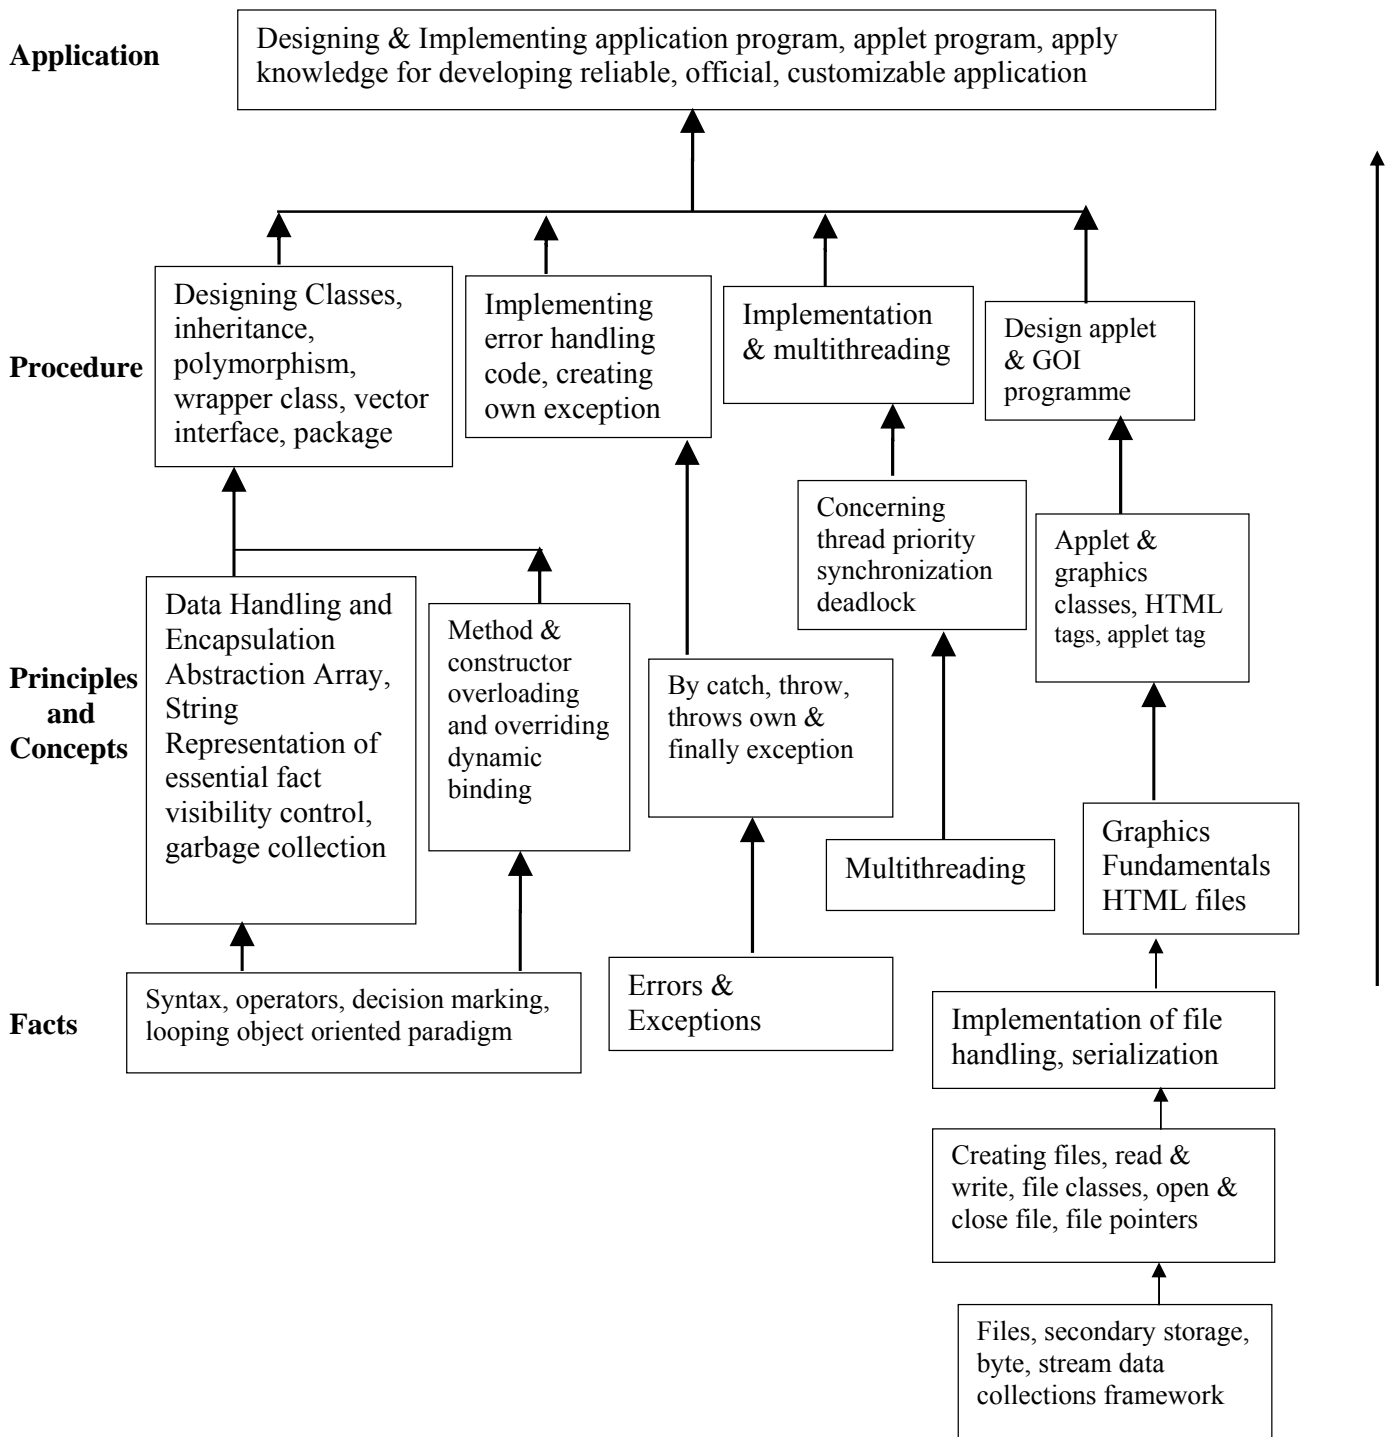 Application
Designing & Implementing application program, applet program, apply
knowledge for developing reliable, official, customizable application
Procedure
Designing Classes,
inheritance,
polymorphism,
wrapper class, vector
interface, package
Implementing
error handling
code, creating
own exception
Implementation
& multithreading
Design applet
& GOI
programme
Principles
and
Concepts
Data Handling and
Encapsulation
Abstraction Array,
String
Representation of
essential fact
visibility control,
garbage collection
Method &
constructor
overloading
and overriding
dynamic
binding
By catch, throw,
throws own &
finally exception
Concerning
thread priority
synchronization
deadlock
Applet &
graphics
classes, HTML
tags, applet tag
Multithreading
Graphics
Fundamentals
HTML files
Facts
Syntax, operators, decision marking,
looping object oriented paradigm
Errors &
Exceptions
Implementation of file
handling, serialization
Creating files, read &
write, file classes, open &
close file, file pointers
Files, secondary storage,
byte, stream data
collections framework